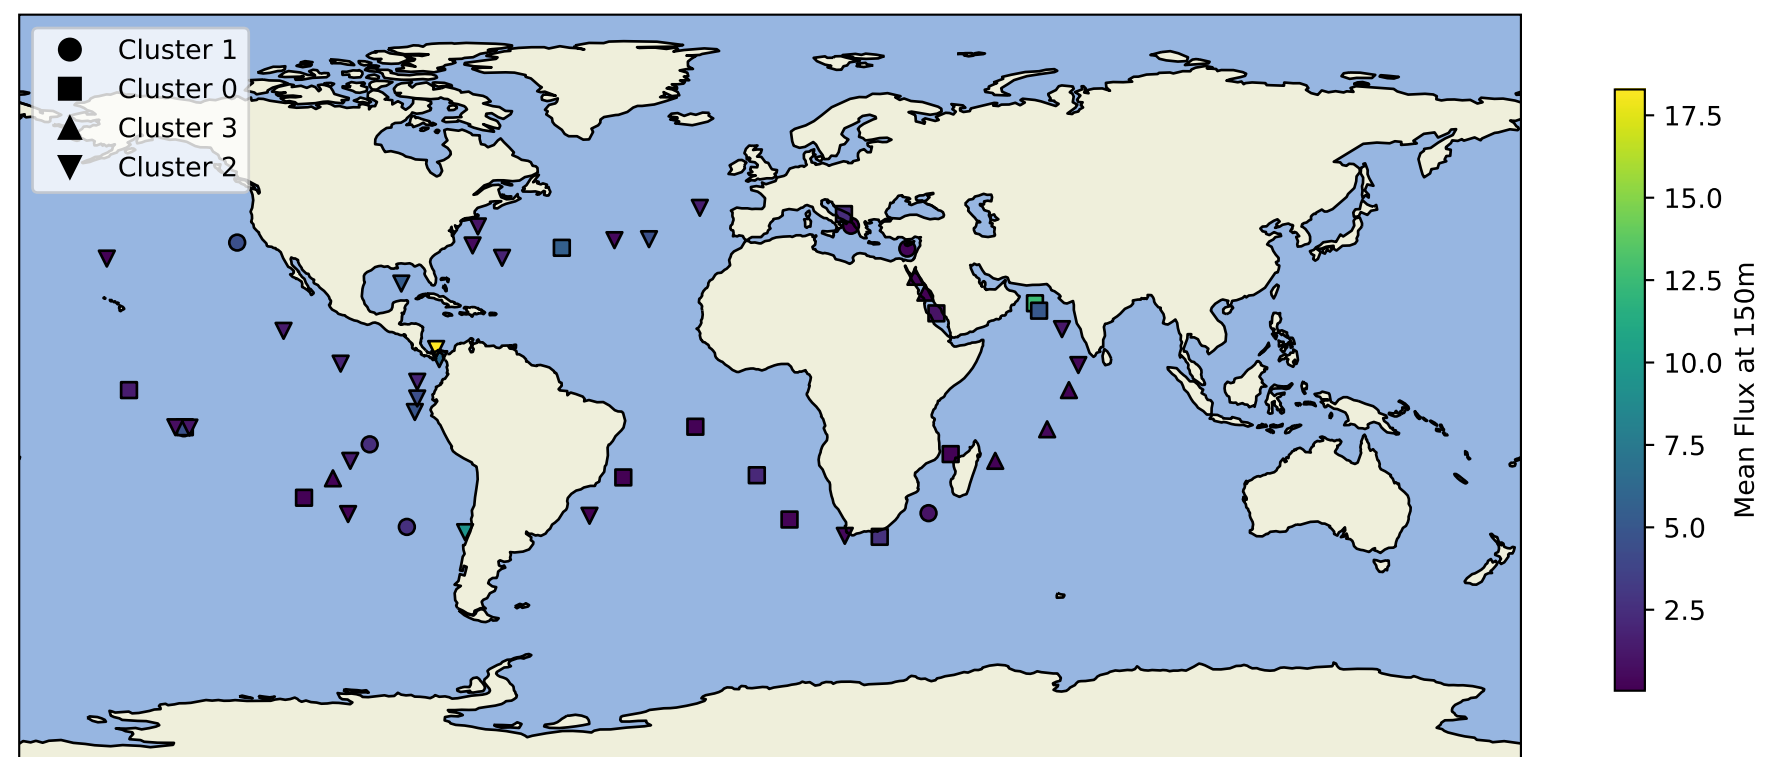 Cluster 1
Cluster 0
Cluster 3
Cluster 2
17.5
15.0
12.5
10.0
7.5
5.0
2.5
Mean Flux at 150m